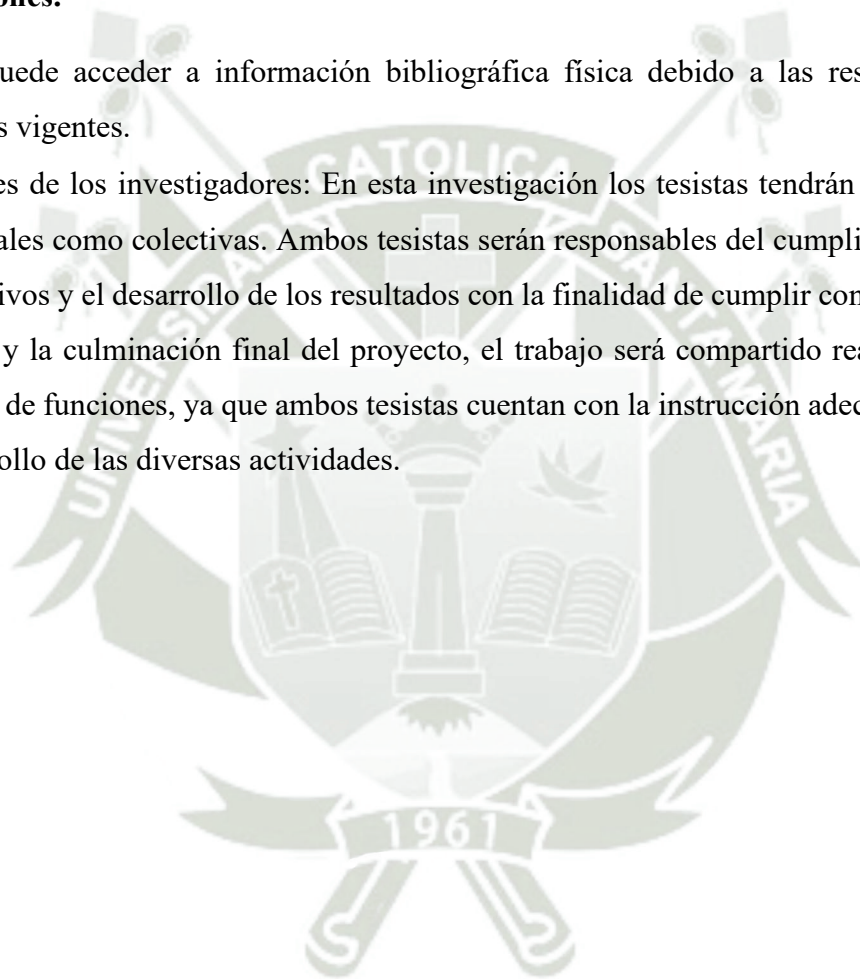 ones.
uede acceder a información bibliográfica física debido a las res
s vigentes.
es de los investigadores: En esta investigación los tesistas tendrán
ales como colectivas. Ambos tesistas serán responsables del cumpli
ivos y el desarrollo de los resultados con la finalidad de cumplir con
y la culminación final del proyecto, el trabajo será compartido rea
de funciones, ya que ambos tesistas cuentan con la instrucción adec
ollo de las diversas actividades.
UNIVERSIDAD CATOLICA SANTA MARIA
1961